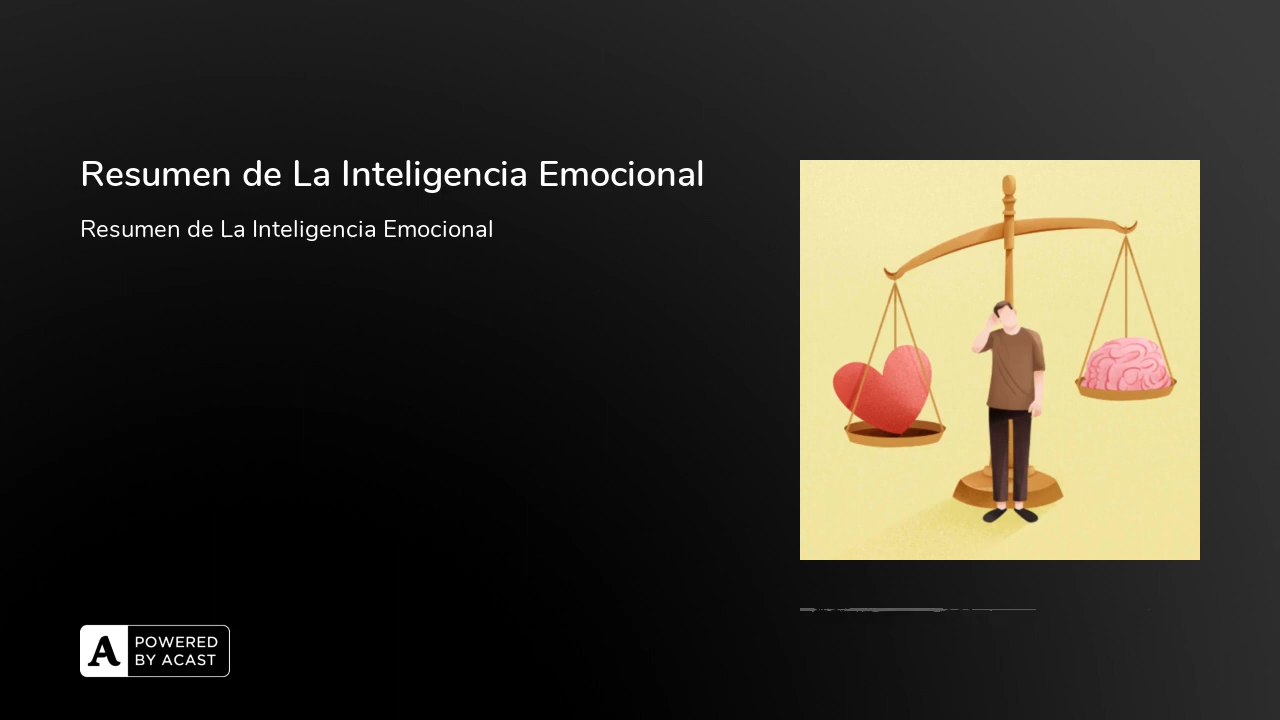 Resumen de La Inteligencia Emocional
Resumen de La Inteligencia Emocional
A POWERED
BY ACAST